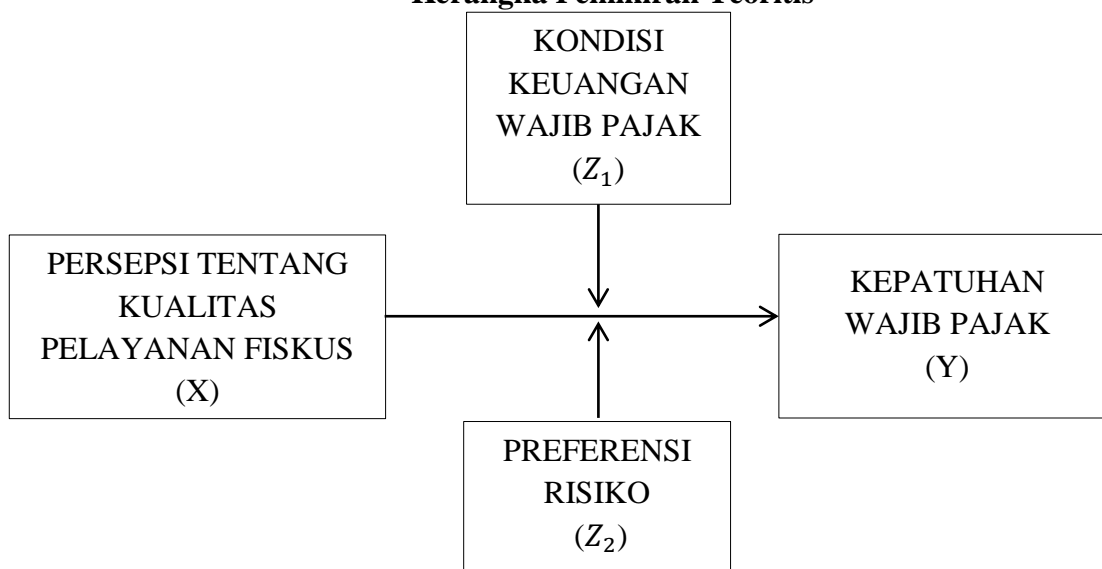 Kerangka Pemikiran Teoritis
KONDISI
KEUANGAN
WAJIB PAJAK
(Z₁)
PERSEPSI TENTANG
KUALITAS
PELAYANAN FISKUS
(X)
KEPATUHAN
WAJIB PAJAK
(Y)
PREFERENSI
RISIKO
(Z₂)